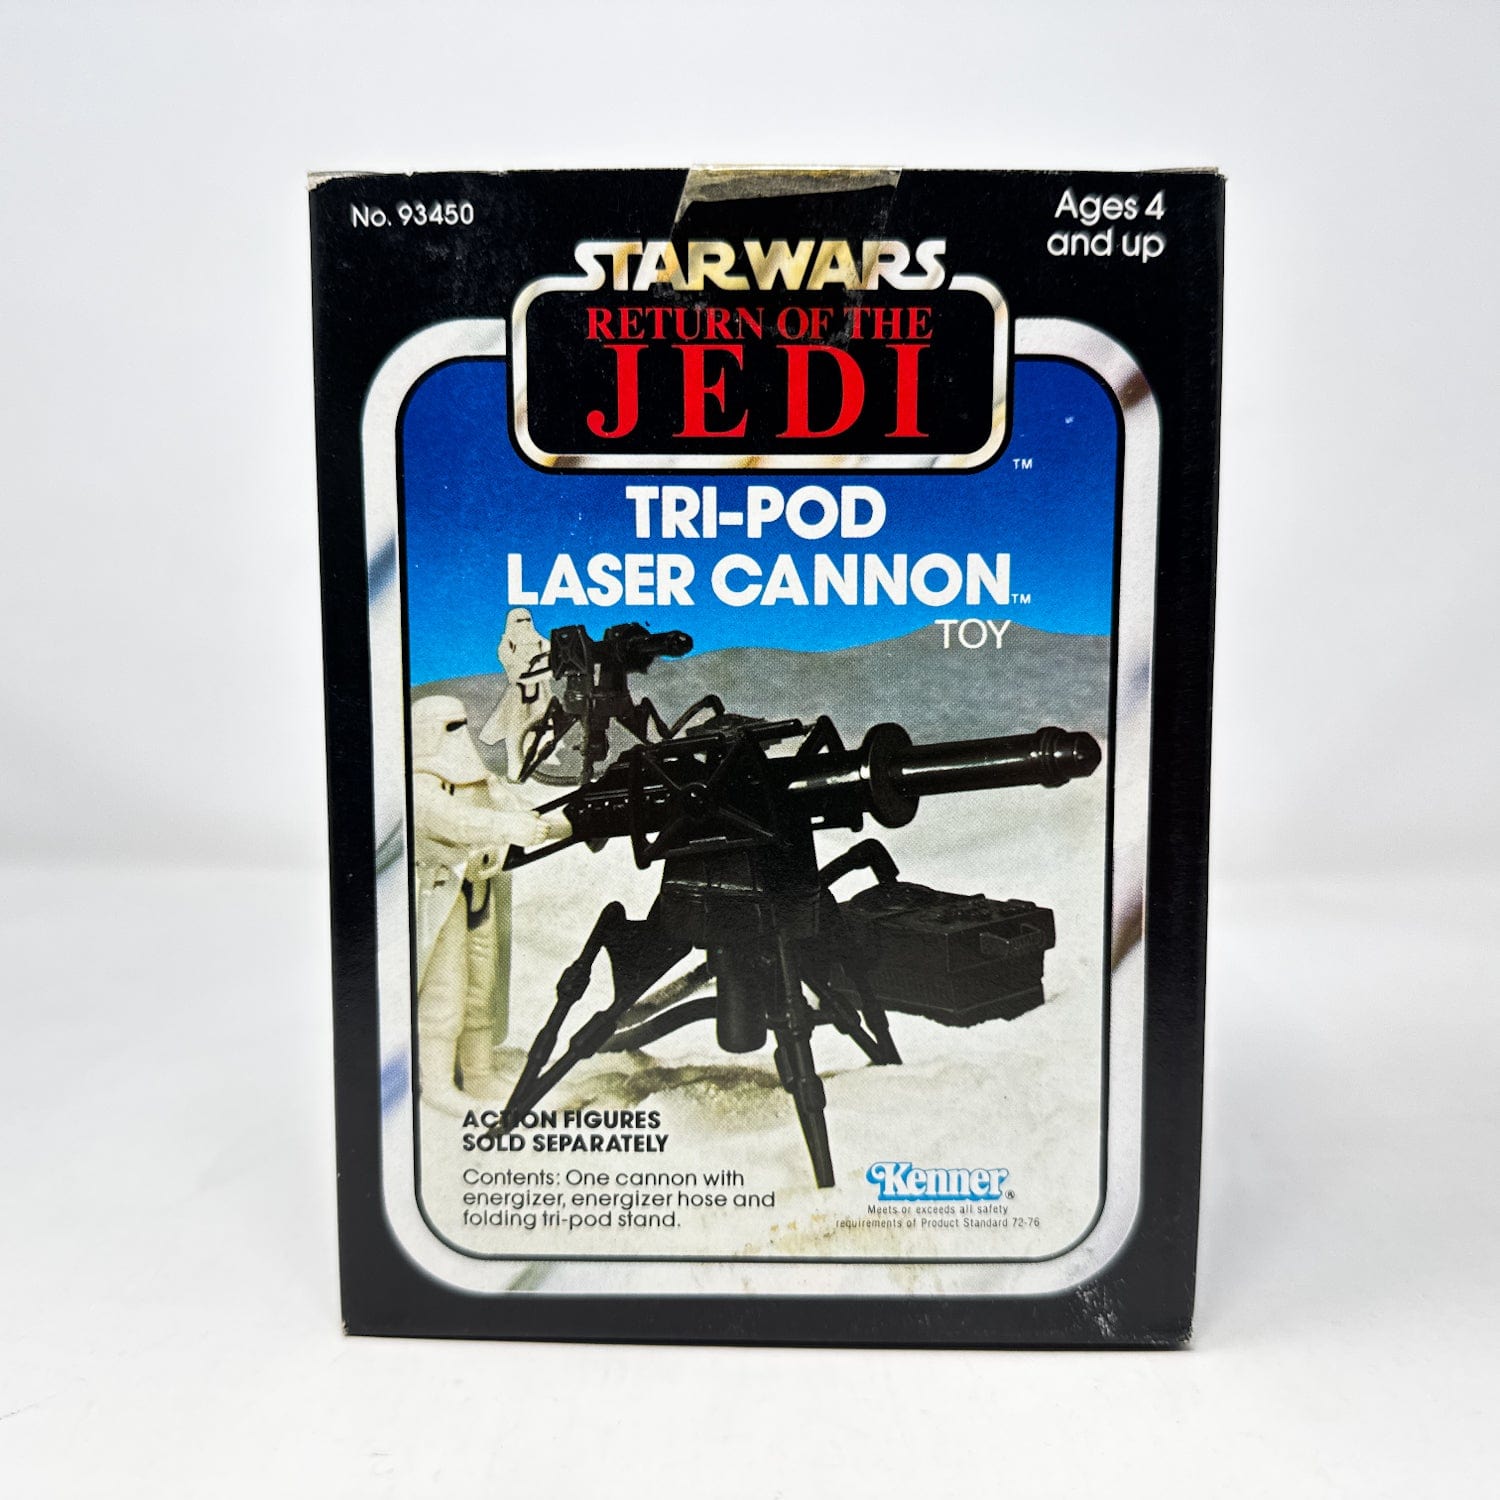 No. 93450
Ages 4
and up
STAR WARS
RETURN OF THE
JEDI
TM
TRI-POD
LASER CANNON TM
TOY
ACTION FIGURES
SOLD SEPARATELY
Contents: One cannon with
energizer, energizer hose and
folding tri-pod stand.
Kenner®
Meets or exceeds all safety
requirements of Product Standard 72-76